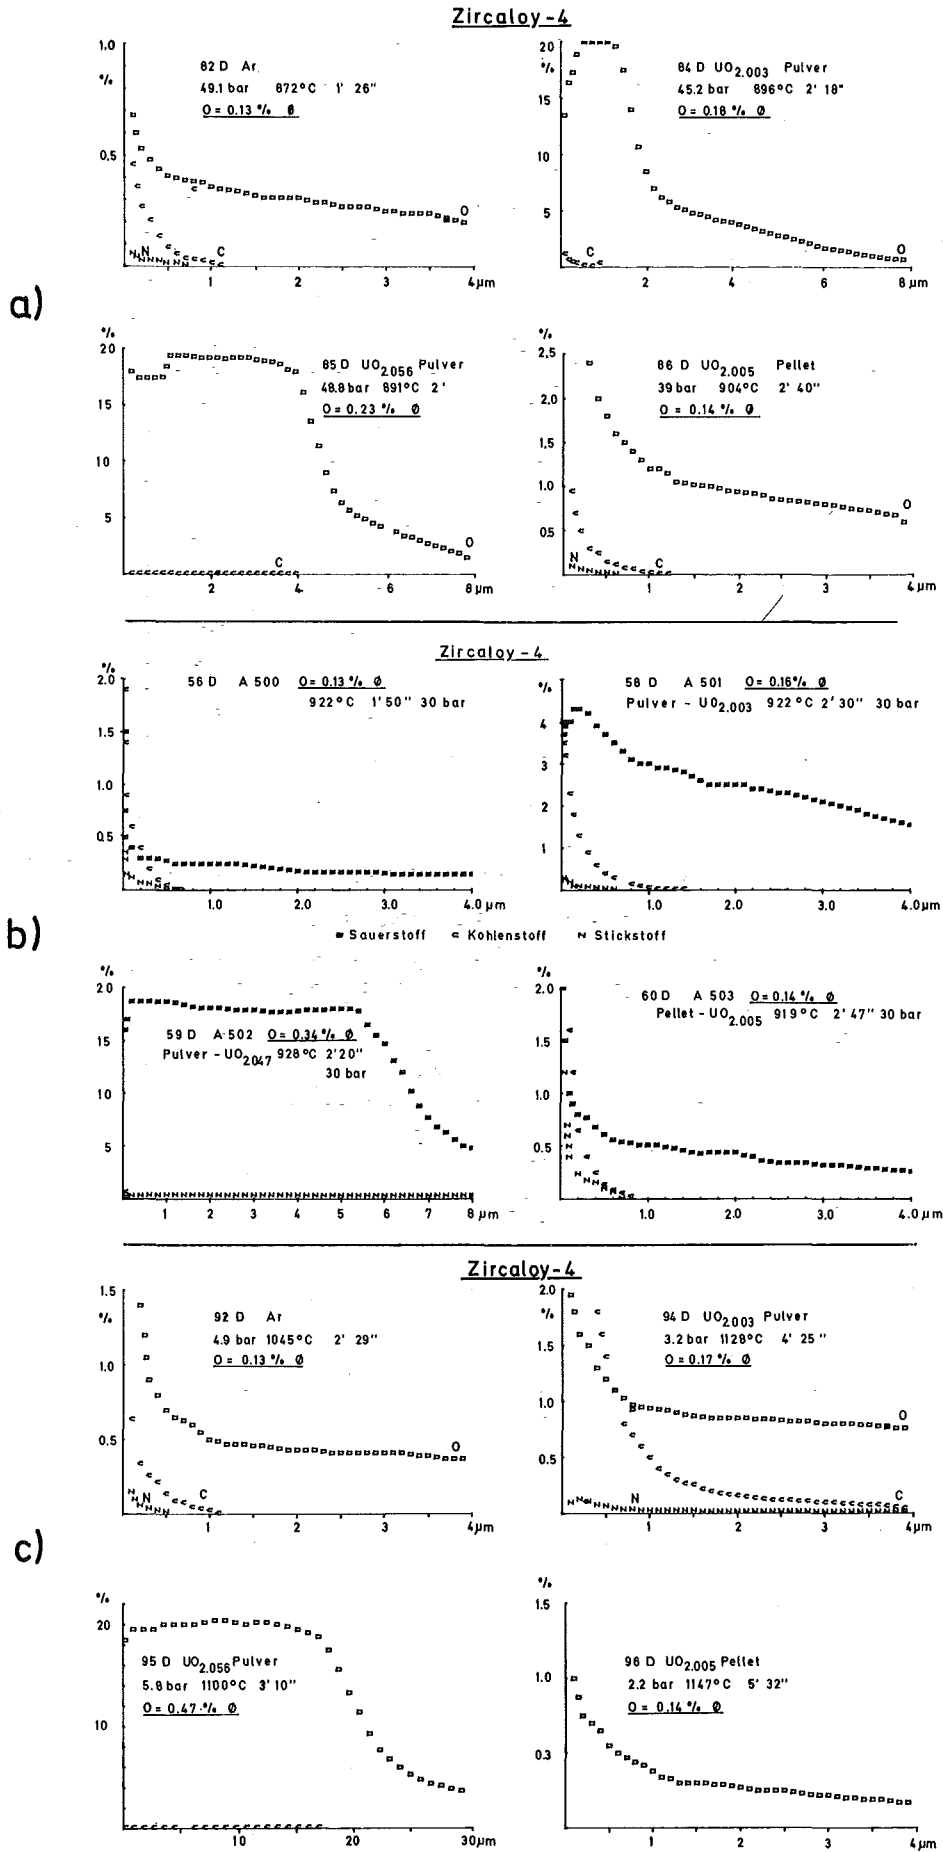 Zircaloy-4
a)
1.0
%
0.5
82 D Ar
49.1 bar 872°C 1' 26"
O = 0.13 % Ø
O
C
N
1 2 3 4 µm
20
%
15
10
5
84 D UO2.003 Pulver
45.2 bar 896°C 2' 18"
O = 0.18 % Ø
O
C
2 4 6 8 µm
%
20
15
10
5
85 D UO2.056 Pulver
48.8 bar 891°C 2'
O = 0.23 % Ø
O
C
2 4 6 8 µm
%
2,5
2,0
1,5
1.0
0.5
86 D UO2.005 Pellet
39 bar 904°C 2' 40"
O = 0.14 % Ø
O
N
C
1 2 3 4 µm
Zircaloy-4
b)
%
2.0
1.5
1.0
0.5
56 D A 500 O = 0.13 % Ø
922°C 1'50" 30 bar
1.0 2.0 3.0 4.0 µm
%
4
3
2
1
58 D A 501 O = 0.16 % Ø
Pulver - UO2.003 922°C 2'30" 30 bar
1.0 2.0 3.0 4.0 µm
Sauerstoff C Kohlenstoff N Stickstoff
%
20
15
10
5
59 D A-502 O = 0.34 % Ø
Pulver - UO2.047 928°C 2'20"
30 bar
1 2 3 4 5 6 7 8 µm
%
2.0
1.5
1.0
0.5
60 D A 503 O = 0.14 % Ø
Pellet - UO2.005 919°C 2'47" 30 bar
1.0 2.0 3.0 4.0 µm
Zircaloy-4
c)
1.5
%
1.0
0.5
92 D Ar
4.9 bar 1045°C 2' 29"
O = 0.13 % Ø
O
N
C
1 2 3 4 µm
2.0
%
1.5
1.0
0.5
94 D UO2.003 Pulver
3.2 bar 1128°C 4' 25"
O = 0.17 % Ø
O
N
C
1 2 3 4 µm
%
20
10
95 D UO2.056 Pulver
5.8 bar 1100°C 3' 10"
O = 0.47 % Ø
10 20 30 µm
%
1.5
1.0
0.3
96 D UO2.005 Pellet
2.2 bar 1147°C 5' 32"
O = 0.14 % Ø
1 2 3 4 µm